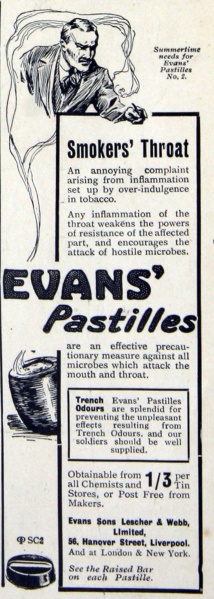 Summertime
needs for
Evans'
Pastilles
No. 2.
Smokers' Throat
An annoying complaint
arising from inflammation
set up by over-indulgence
in tobacco.
Any inflammation of the
throat weakens the powers
of resistance of the affected
part, and encourages the
attack of hostile microbes.
EVANS'
Pastilles
are an effective precau-
tionary measure against all
microbes which attack the
mouth and throat.
Trench Evans' Pastilles
Odours are splendid for
preventing the unpleasant
effects resulting from
Trench Odours, and our
soldiers should be well
supplied.
Obtainable from 1/3 per
all Chemists and Tin
Stores, or Post Free from
Makers.
Evans Sons Lescher & Webb,
Limited,
56, Hanover Street, Liverpool.
And at London & New York.
See the Raised Bar
on each Pastille.